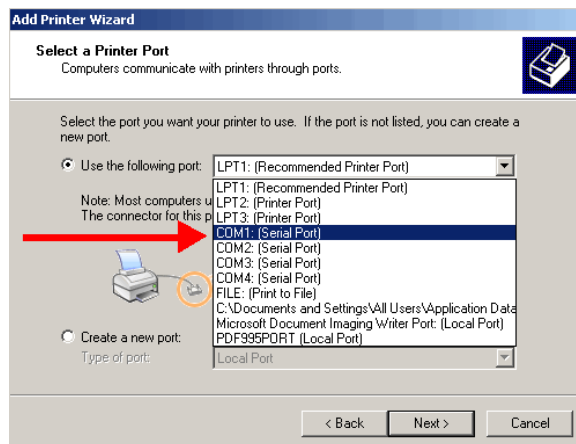 Add Printer Wizard
Select a Printer Port
Computers communicate with printers through ports.
Select the port you want your printer to use. If the port is not listed, you can create a
new port.
Use the following port: LPT1: (Recommended Printer Port)
LPT1: (Recommended Printer Port)
Note: Most computers u LPT2: (Printer Port)
The connector for this p LPT3: (Printer Port)
COM1: (Serial Port)
COM2: (Serial Port)
COM3: (Serial Port)
COM4: (Serial Port)
FILE: (Print to File)
C:\Documents and Settings\All Users\Application Data
Microsoft Document Imaging Writer Port: (Local Port)
Create a new port: PDF995PORT (Local Port)
Type of port: Local Port
< Back Next > Cancel